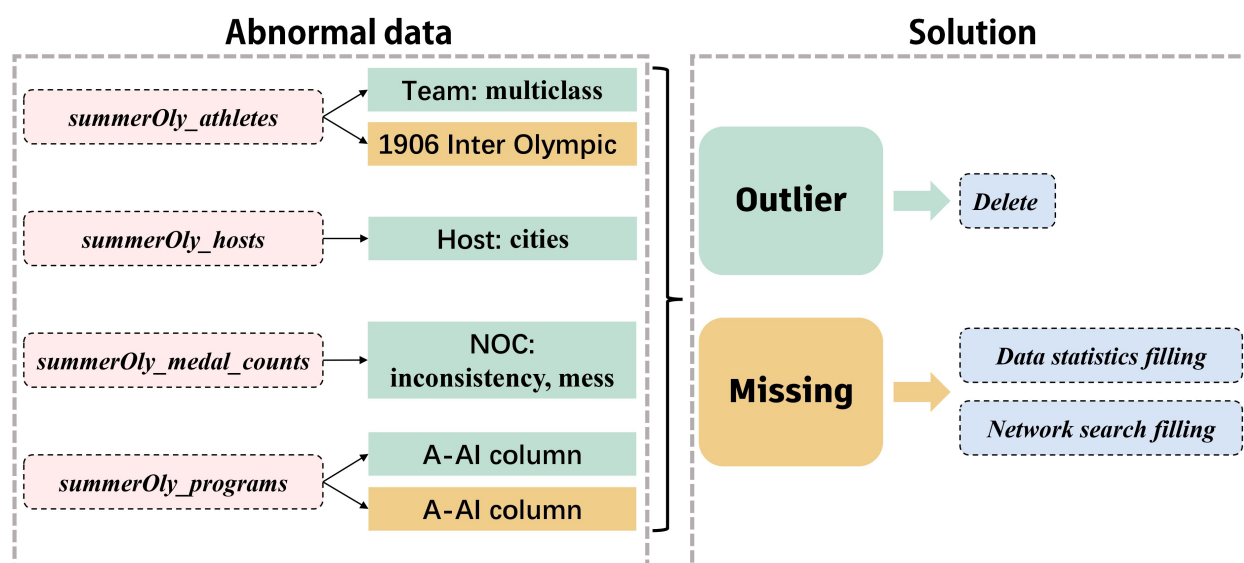 Abnormal data
Solution
summerOly_athletes
Team: multiclass
1906 Inter Olympic
summerOly_hosts
Host: cities
summerOly_medal_counts
NOC:
inconsistency, mess
summerOly_programs
A-AI column
A-AI column
Outlier
Delete
Missing
Data statistics filling
Network search filling